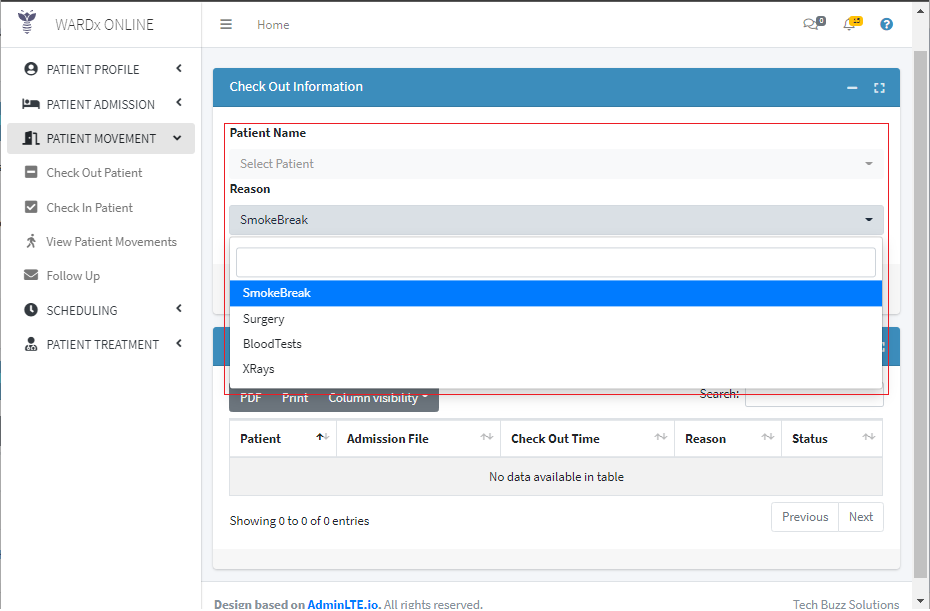 WARDx ONLINE
Home
0
15
?
PATIENT PROFILE
PATIENT ADMISSION
PATIENT MOVEMENT
Check Out Patient
Check In Patient
View Patient Movements
Follow Up
SCHEDULING
PATIENT TREATMENT
Check Out Information
Patient Name
Select Patient
Reason
SmokeBreak
SmokeBreak
Surgery
BloodTests
XRays
PDF Print Column visibility
Search:
Patient Admission File Check Out Time Reason Status
No data available in table
Showing 0 to 0 of 0 entries
Previous Next
Design based on AdminLTE.io. All rights reserved.
Tech Buzz Solutions